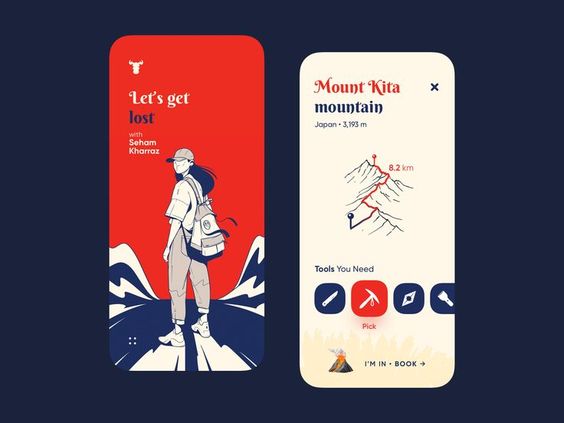 Let's get
lost
with
Seham
Kharraz
Mount Kita
mountain
Japan • 3,193 m
8.2 km
Tools You Need
Pick
I'M IN • BOOK →